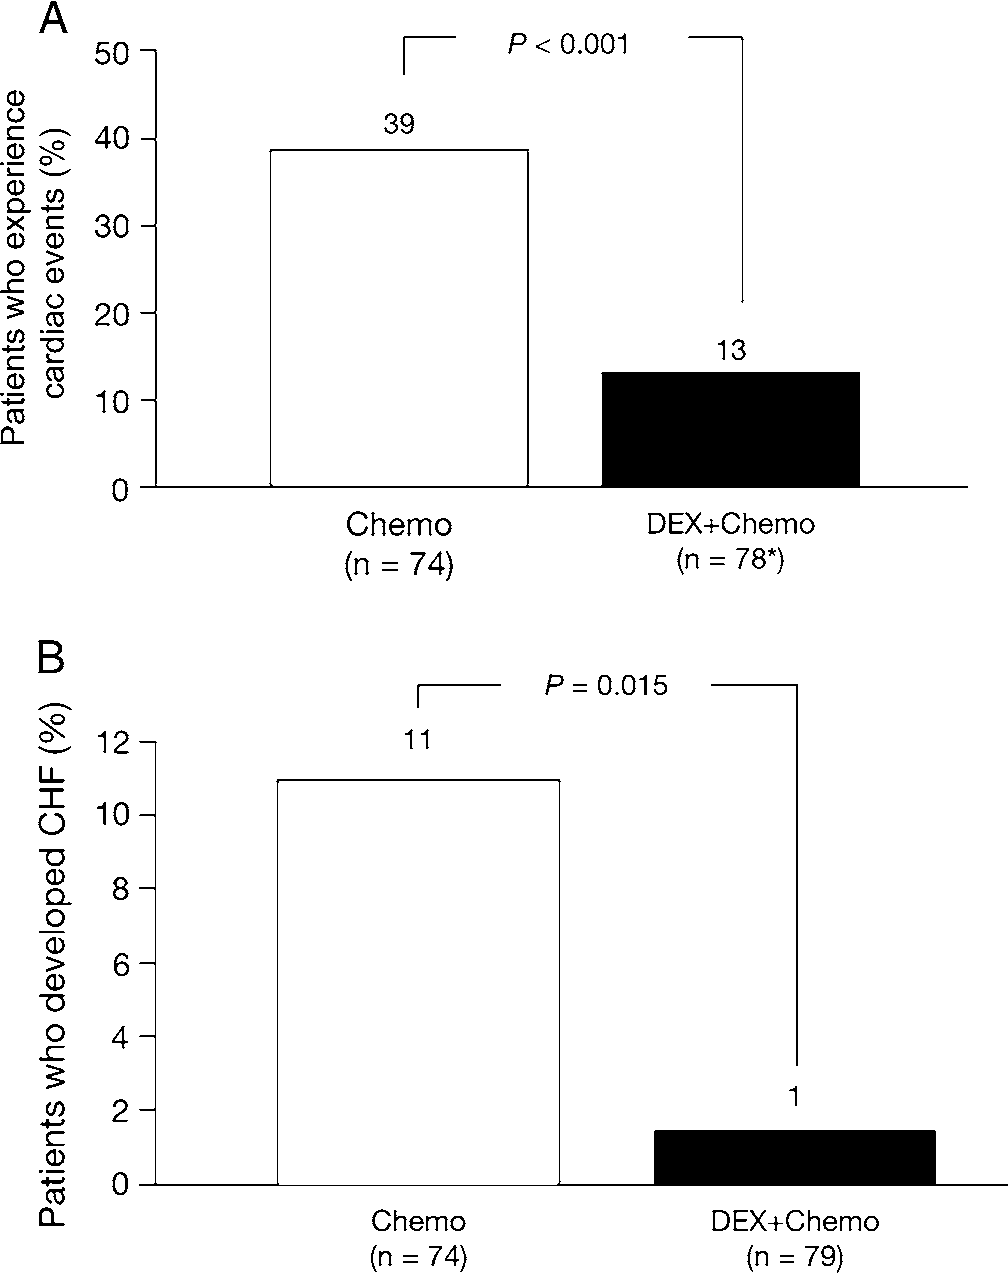 A
P < 0.001
50
40
30
20
10
0
Patients who experience
cardiac events (%)
39
13
Chemo
(n = 74)
DEX+Chemo
(n = 78*)
B
P = 0.015
12
10
8
6
4
2
0
Patients who developed CHF (%)
11
1
Chemo
(n = 74)
DEX+Chemo
(n = 79)